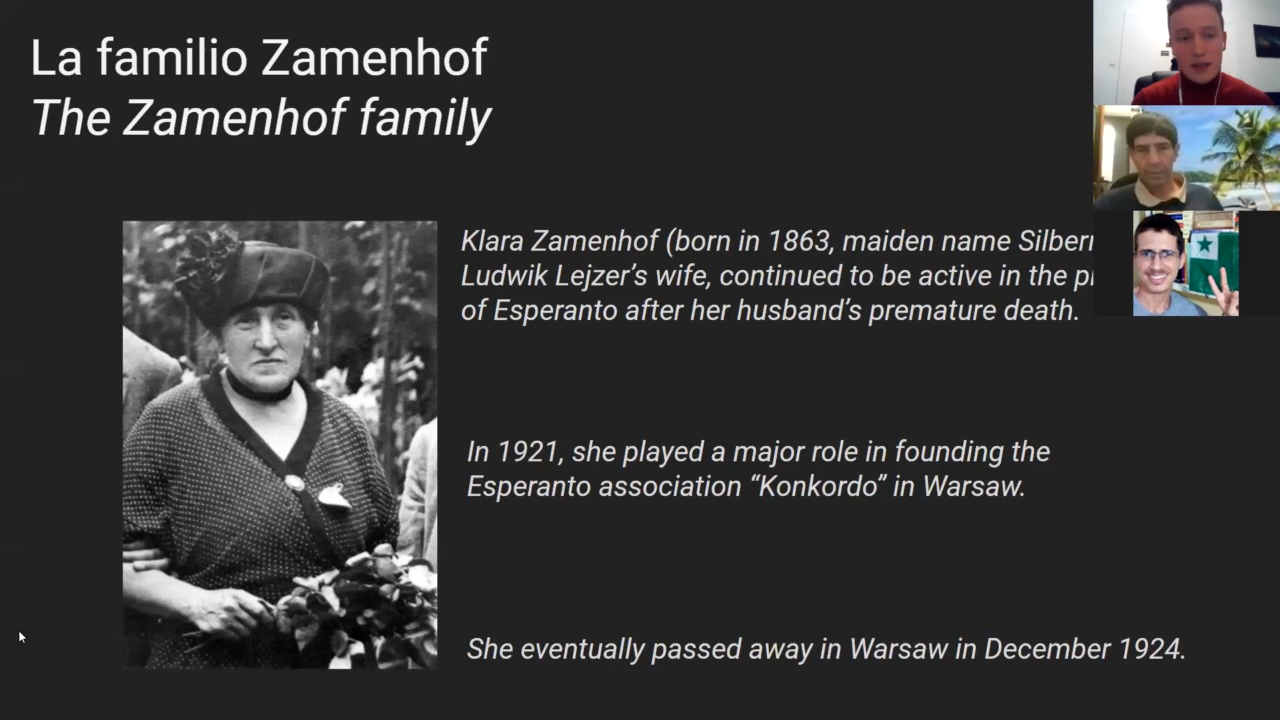 La familio Zamenhof
The Zamenhof family
Klara Zamenhof (born in 1863, maiden name
Ludwik Lejzer’s wife, continued to be active in the
of Esperanto after her husband’s premature death.
In 1921, she played a major role in founding the
Esperanto association “Konkordo” in Warsaw.
She eventually passed away in Warsaw in December 1924.